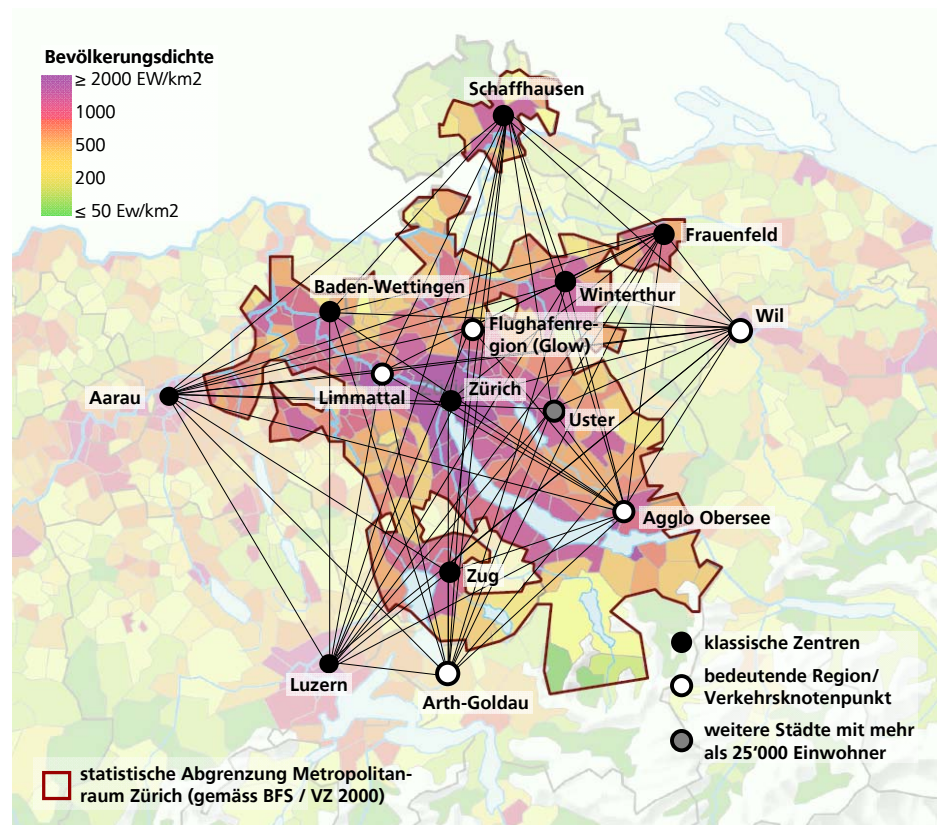 Bevölkerungsdichte
≥ 2000 EW/km2
1000
500
200
≤ 50 Ew/km2
Schaffhausen
Frauenfeld
Baden-Wettingen
Winterthur
Wil
Flughafenre-
gion (Glow)
Aarau
Limmattal
Zürich
Uster
Agglo Obersee
Zug
Luzern
Arth-Goldau
klassische Zentren
bedeutende Region/
Verkehrsknotenpunkt
weitere Städte mit mehr
als 25’000 Einwohner
statistische Abgrenzung Metropolitan-
raum Zürich (gemäss BFS / VZ 2000)